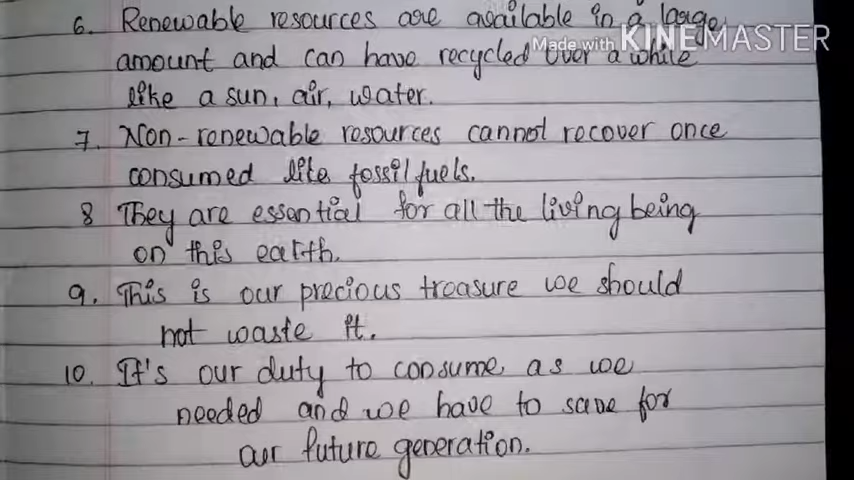 6. Renewable resources are available in a large
Made with KINEMASTER
amount and can have recycled over a while
like a sun, air, water.
7. Non-renewable resources cannot recover once
consumed like fossil fuels.
8 They are essential for all the living being
on this earth.
9. This is our precious treasure we should
not waste it.
10. It's our duty to consume as we
needed and we have to save for
our future generation.